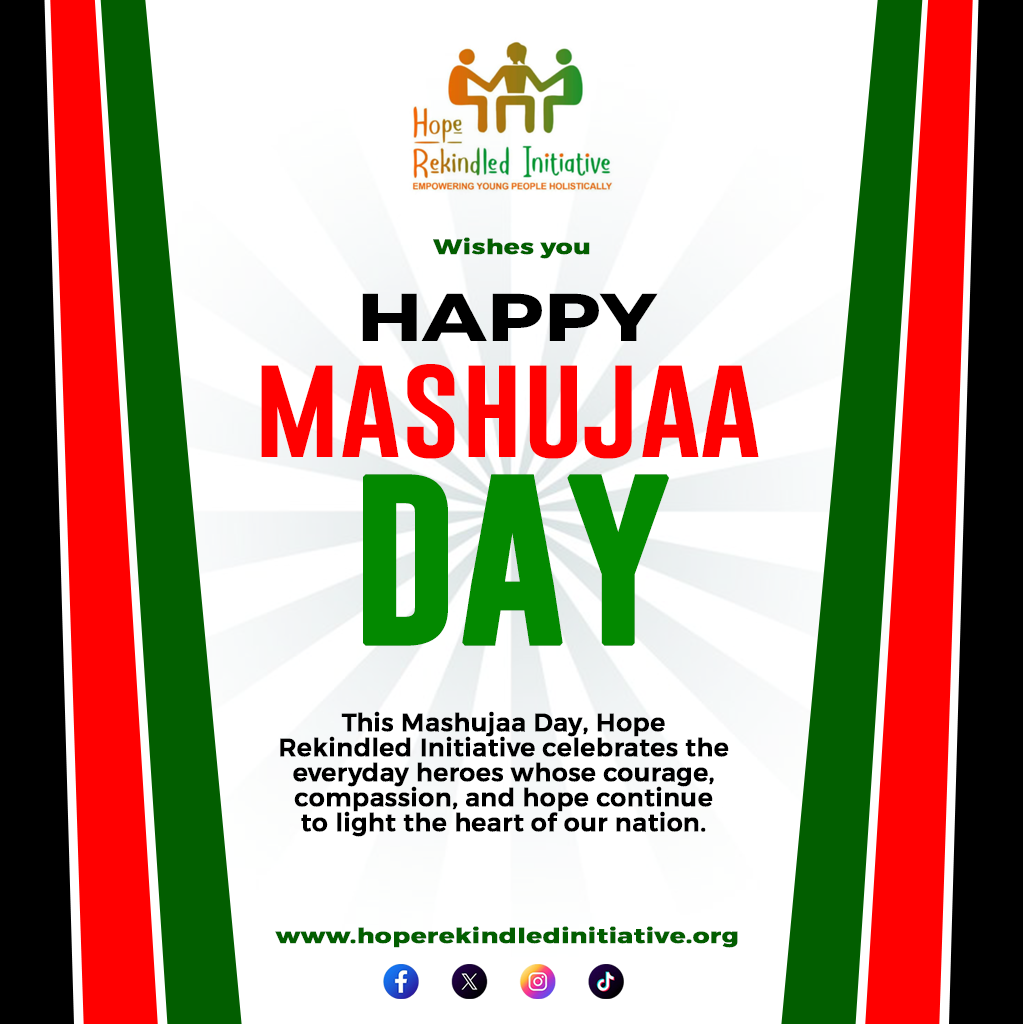 Hope
Rekindled Initiative
EMPOWERING YOUNG PEOPLE HOLISTICALLY
Wishes you
HAPPY
MASHUJAA
DAY
This Mashujaa Day, Hope
Rekindled Initiative celebrates the
everyday heroes whose courage,
compassion, and hope continue
to light the heart of our nation.
www.hoperekindledinitiative.org